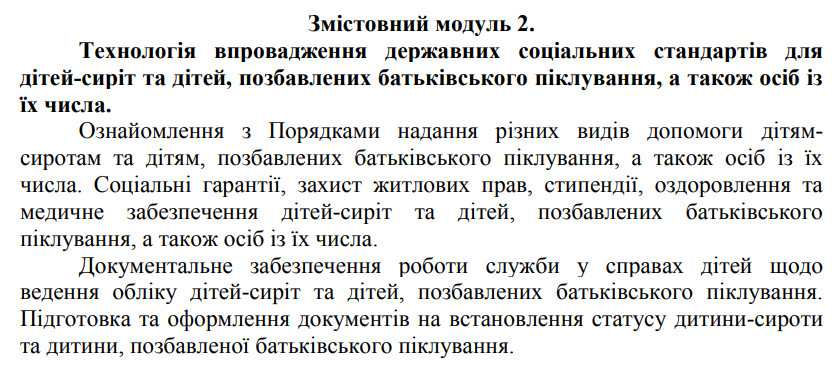 Змістовний модуль 2.
Технологія впровадження державних соціальних стандартів для
дітей-сиріт та дітей, позбавлених батьківського піклування, а також осіб із
їх числа.
Ознайомлення з Порядками надання різних видів допомоги дітям-
сиротам та дітям, позбавлених батьківського піклування, а також осіб із їх
числа. Соціальні гарантії, захист житлових прав, стипендії, оздоровлення та
медичне забезпечення дітей-сиріт та дітей, позбавлених батьківського
піклування, а також осіб із їх числа.
Документальне забезпечення роботи служби у справах дітей щодо
ведення обліку дітей-сиріт та дітей, позбавлених батьківського піклування.
Підготовка та оформлення документів на встановлення статусу дитини-сироти
та дитини, позбавленої батьківського піклування.